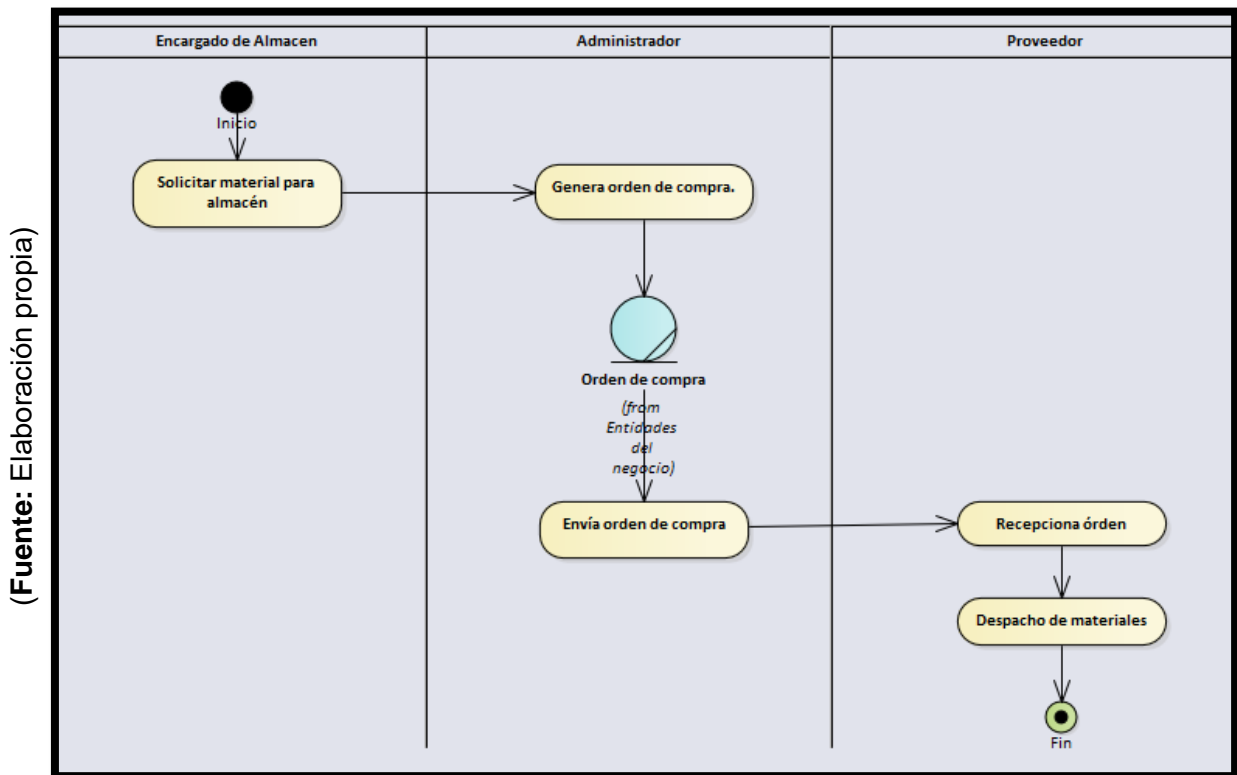 Encargado de Almacen
Administrador
Proveedor
Inicio
Solicitar material para
almacén
Genera orden de compra.
Orden de compra
(from
Entidades
del
negocio)
Envía orden de compra
Recepciona órden
Despacho de materiales
Fin
(Fuente: Elaboración propia)